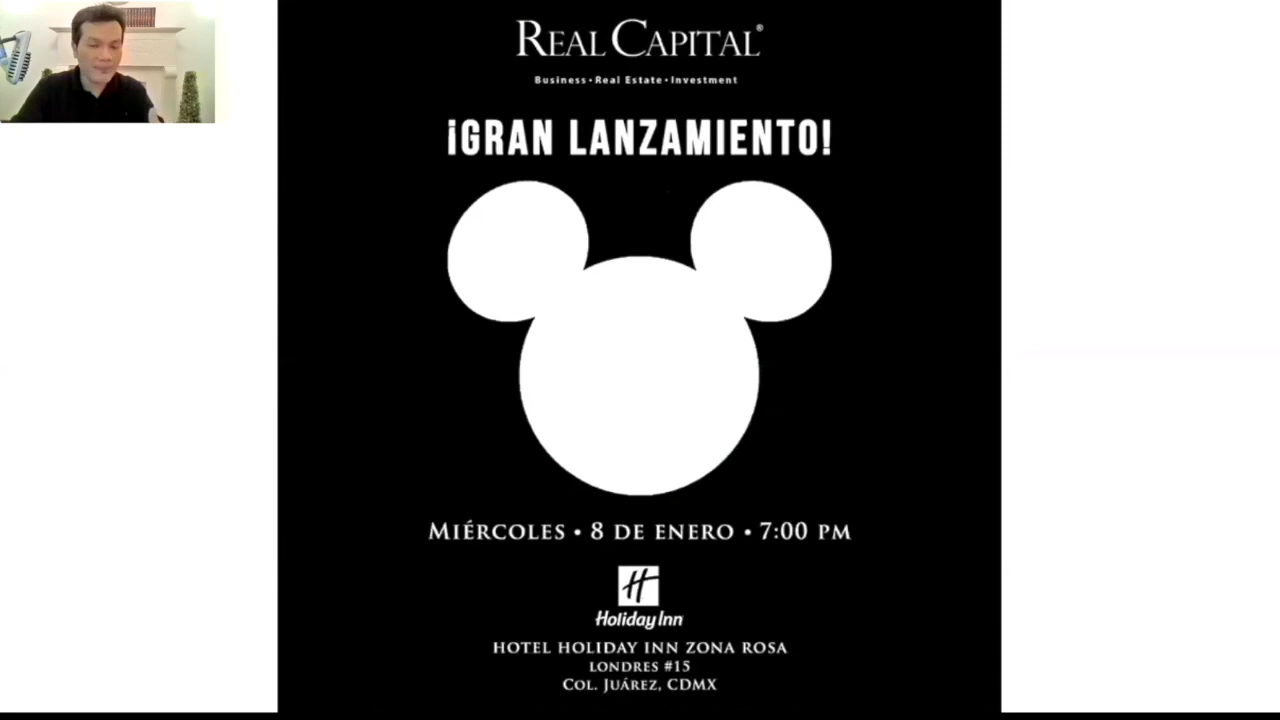 REAL CAPITAL®
Business • Real Estate • Investment
¡GRAN LANZAMIENTO!
MIÉRCOLES • 8 DE ENERO • 7:00 PM
H
Holiday Inn
HOTEL HOLIDAY INN ZONA ROSA
LONDRES #15
COL. JUÁREZ, CDMX